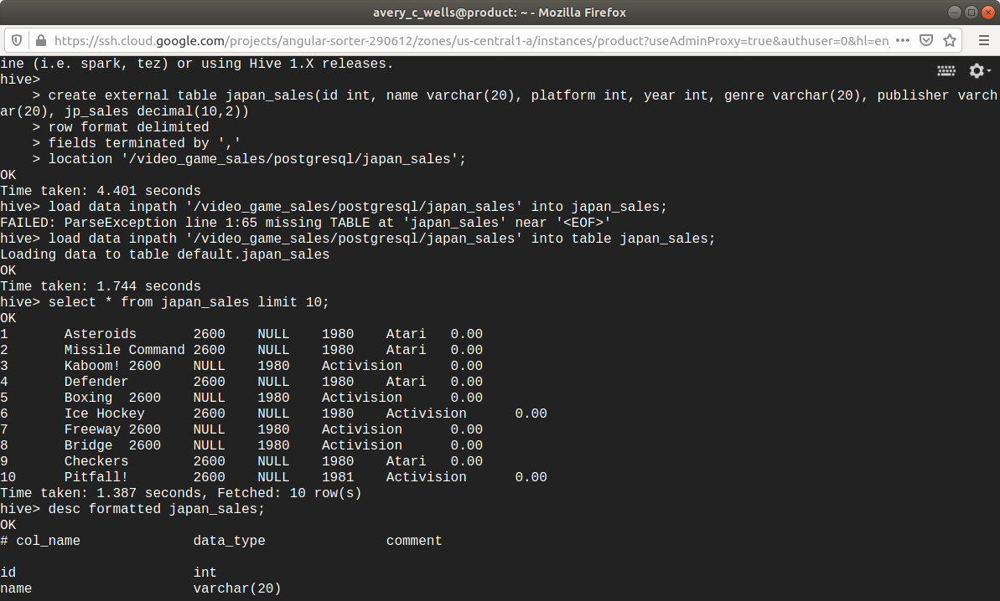 avery_c_wells@product: ~ - Mozilla Firefox
https://ssh.cloud.google.com/projects/angular-sorter-290612/zones/us-central1-a/instances/product?useAdminProxy=true&authuser=0&hl=en_
ine (i.e. spark, tez) or using Hive 1.X releases.
hive>
    > create external table japan_sales(id int, name varchar(20), platform int, year int, genre varchar(20), publisher varch
ar(20), jp_sales decimal(10,2))
    > row format delimited
    > fields terminated by ','
    > location '/video_game_sales/postgresql/japan_sales';
OK
Time taken: 4.401 seconds
hive> load data inpath '/video_game_sales/postgresql/japan_sales' into japan_sales;
FAILED: ParseException line 1:65 missing TABLE at 'japan_sales' near '<EOF>'
hive> load data inpath '/video_game_sales/postgresql/japan_sales' into table japan_sales;
Loading data to table default.japan_sales
OK
Time taken: 1.744 seconds
hive> select * from japan_sales limit 10;
OK
1       Asteroids       2600    NULL    1980    Atari   0.00
2       Missile Command 2600    NULL    1980    Atari   0.00
3       Kaboom! 2600    NULL    1980    Activision      0.00
4       Defender        2600    NULL    1980    Atari   0.00
5       Boxing  2600    NULL    1980    Activision      0.00
6       Ice Hockey      2600    NULL    1980    Activision      0.00
7       Freeway 2600    NULL    1980    Activision      0.00
8       Bridge  2600    NULL    1980    Activision      0.00
9       Checkers        2600    NULL    1980    Atari   0.00
10      Pitfall!        2600    NULL    1981    Activision      0.00
Time taken: 1.387 seconds, Fetched: 10 row(s)
hive> desc formatted japan_sales;
OK
# col_name              data_type               comment
id                      int
name                    varchar(20)